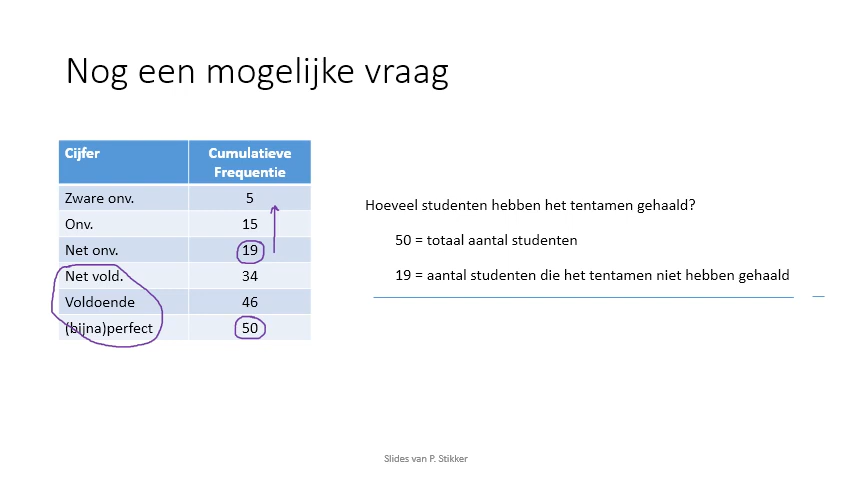 Nog een mogelijke vraag
Cijfer Cumulatieve Frequentie
Zware onv. 5
Onv. 15
Net onv. 19
Net vold. 34
Voldoende 46
(bijna)perfect 50
Hoeveel studenten hebben het tentamen gehaald?
50 = totaal aantal studenten
19 = aantal studenten die het tentamen niet hebben gehaald
Slides van P. Stikker